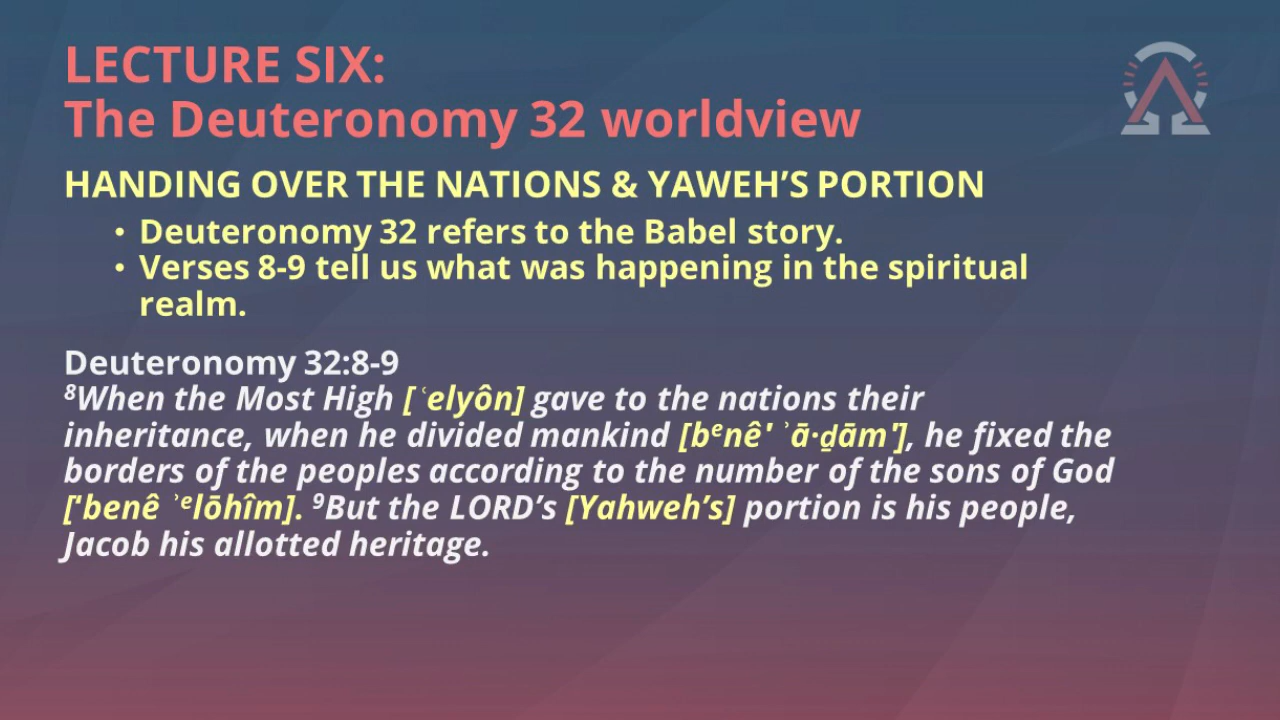 LECTURE SIX:
The Deuteronomy 32 worldview
HANDING OVER THE NATIONS & YAWEH’S PORTION
• Deuteronomy 32 refers to the Babel story.
• Verses 8-9 tell us what was happening in the spiritual
realm.
Deuteronomy 32:8-9
⁸When the Most High [ ʿelyôn] gave to the nations their
inheritance, when he divided mankind [bᵉnê' ʾā·ḏām'], he fixed the
borders of the peoples according to the number of the sons of God
['benê ʾᵉlōhîm]. ⁹But the LORD’s [Yahweh’s] portion is his people,
Jacob his allotted heritage.